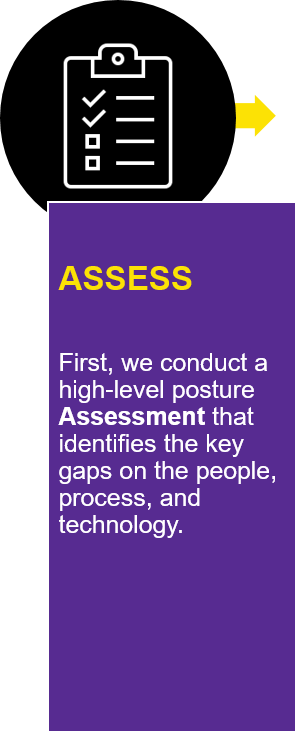 ASSESS
First, we conduct a
high-level posture
Assessment that
identifies the key
gaps on the people,
process, and
technology.